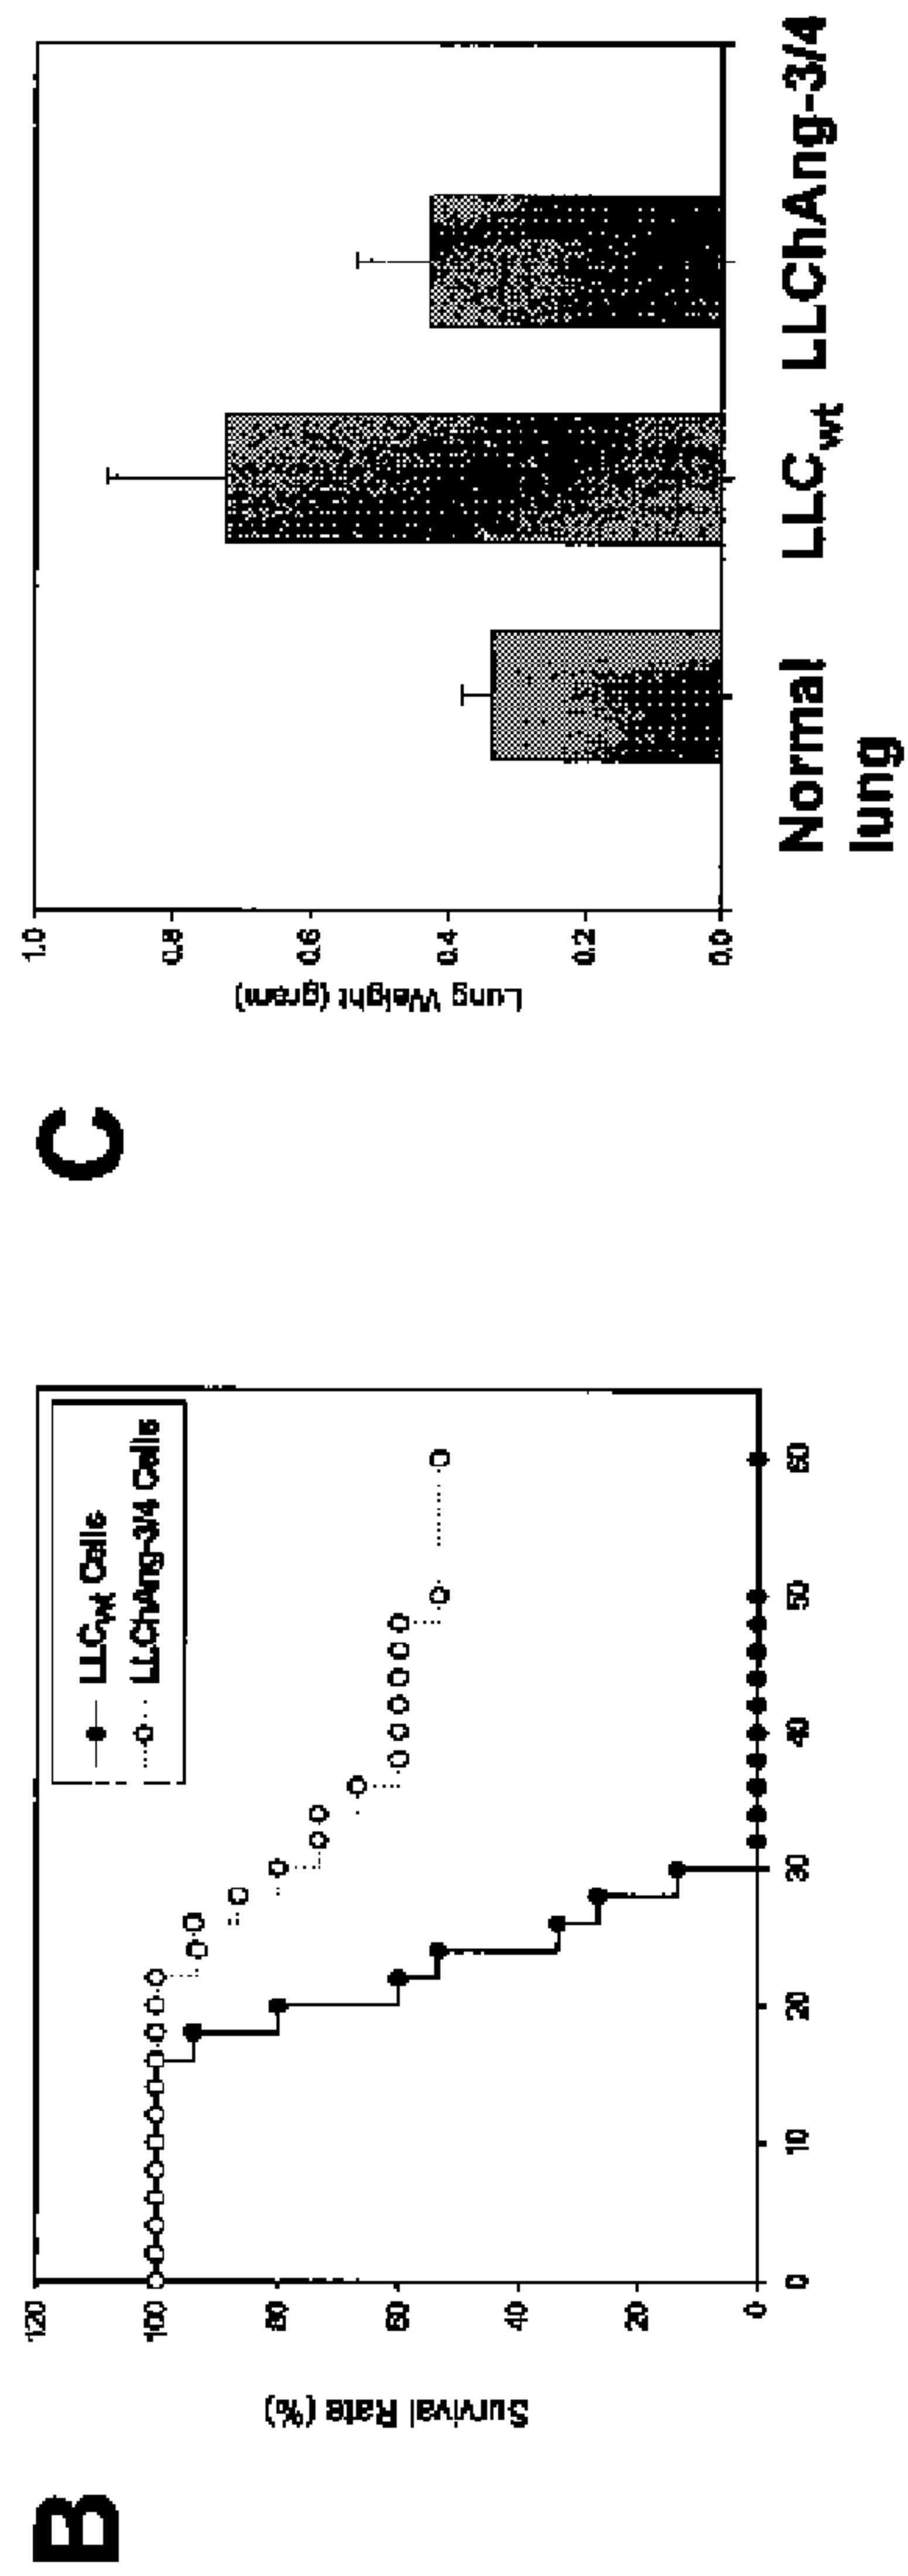 B
Survival Rate (%)
120
100
80
60
40
20
0
0 10 20 30 40 50 60
LLCwt Cells
LLChAng-3/4 Cells
C
Lung Weight (gram)
1.0
0.8
0.6
0.4
0.2
0.0
Normal lung
LLCwt
LLChAng-3/4